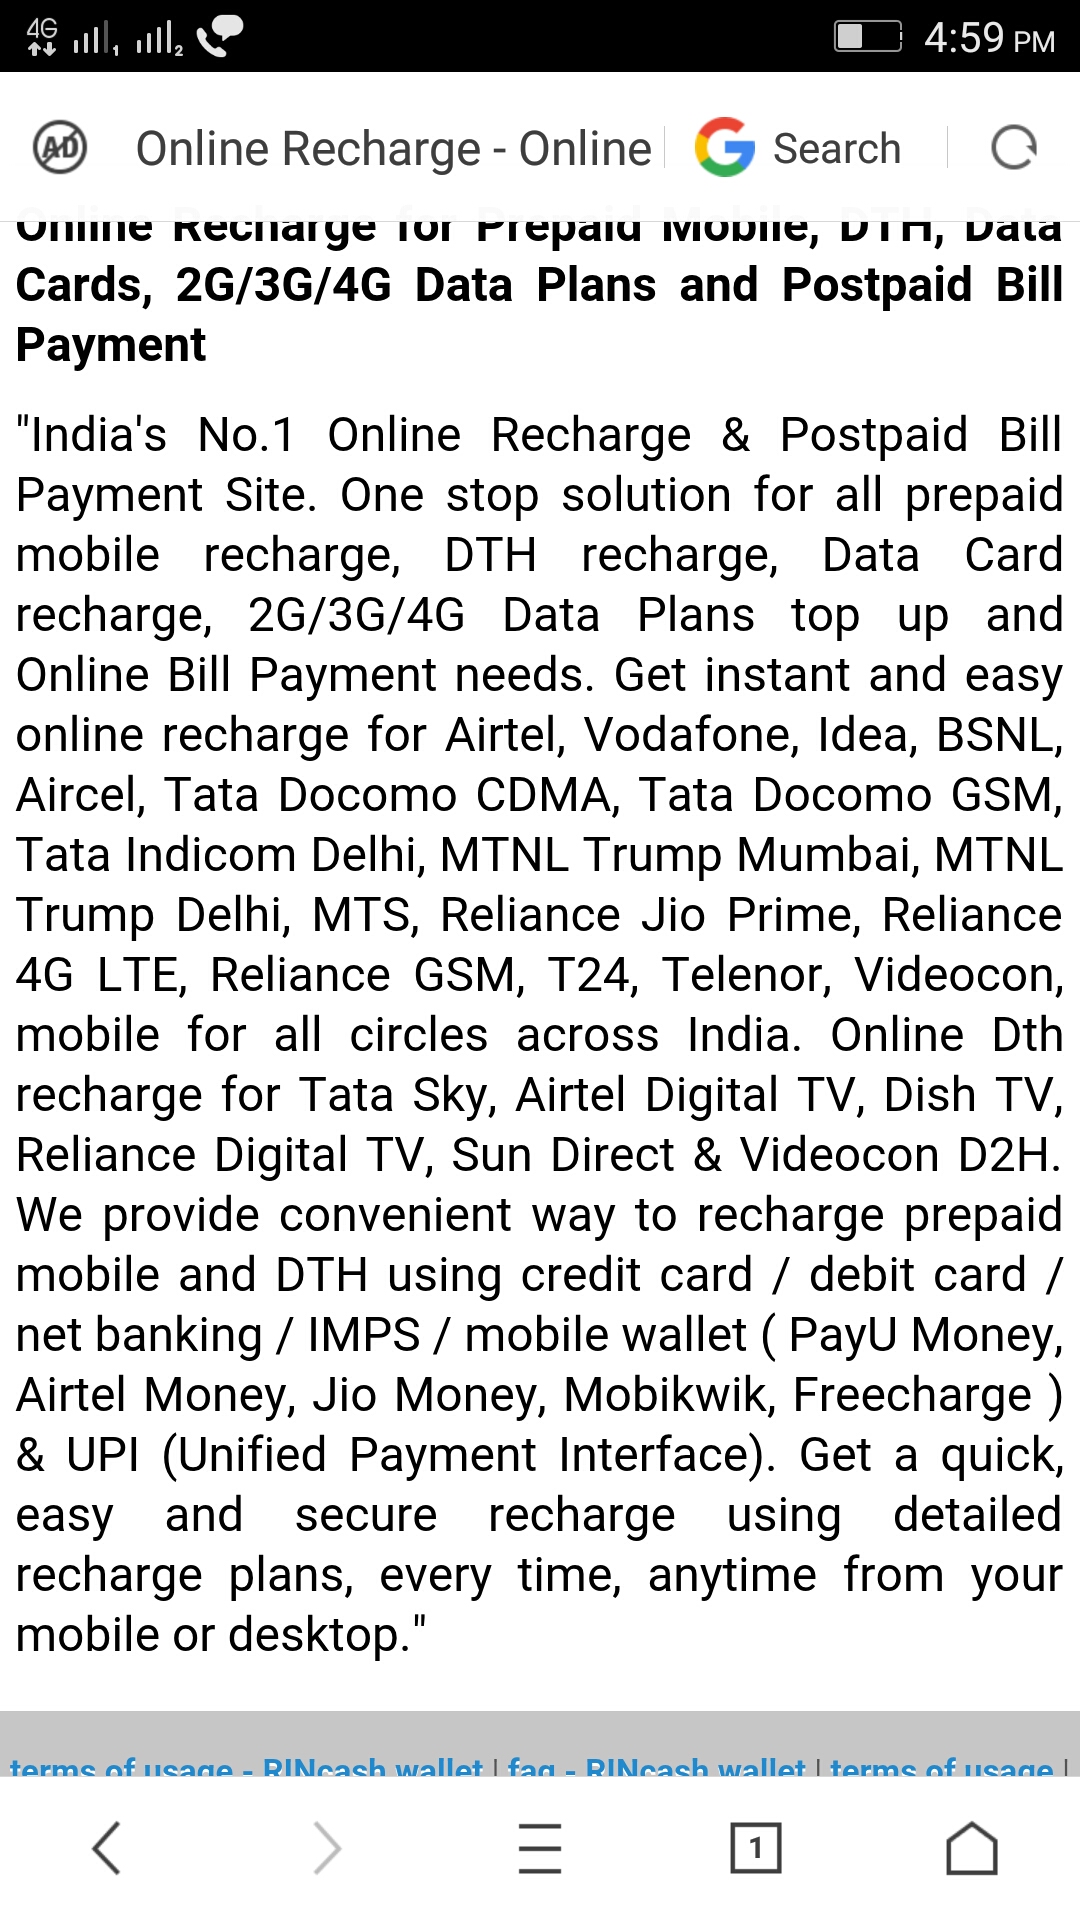 4G 1 2 4:59 PM
AD Online Recharge - Online Search
Online Recharge for Prepaid Mobile, DTH, Data
Cards, 2G/3G/4G Data Plans and Postpaid Bill
Payment
"India's No.1 Online Recharge & Postpaid Bill
Payment Site. One stop solution for all prepaid
mobile recharge, DTH recharge, Data Card
recharge, 2G/3G/4G Data Plans top up and
Online Bill Payment needs. Get instant and easy
online recharge for Airtel, Vodafone, Idea, BSNL,
Aircel, Tata Docomo CDMA, Tata Docomo GSM,
Tata Indicom Delhi, MTNL Trump Mumbai, MTNL
Trump Delhi, MTS, Reliance Jio Prime, Reliance
4G LTE, Reliance GSM, T24, Telenor, Videocon,
mobile for all circles across India. Online Dth
recharge for Tata Sky, Airtel Digital TV, Dish TV,
Reliance Digital TV, Sun Direct & Videocon D2H.
We provide convenient way to recharge prepaid
mobile and DTH using credit card / debit card /
net banking / IMPS / mobile wallet ( PayU Money,
Airtel Money, Jio Money, Mobikwik, Freecharge )
& UPI (Unified Payment Interface). Get a quick,
easy and secure recharge using detailed
recharge plans, every time, anytime from your
mobile or desktop."
terms of usage - RINcash wallet | faq - RINcash wallet | terms of usage |
1